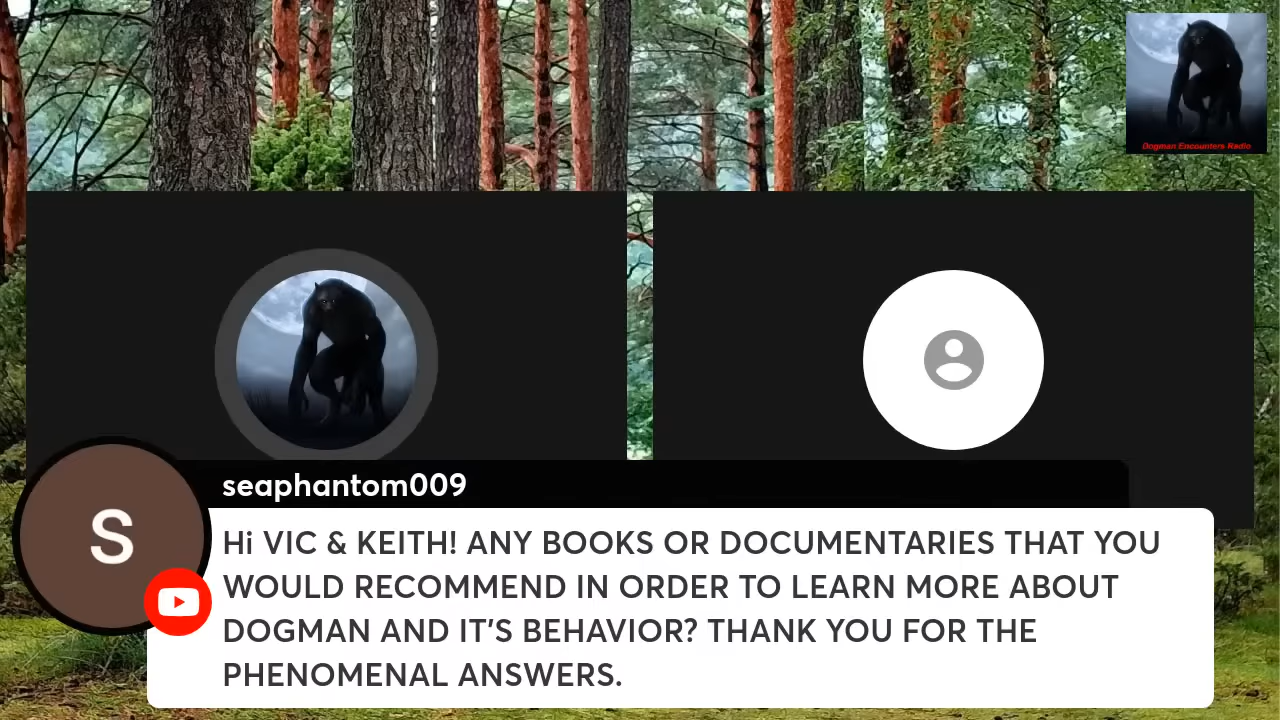 Dogman Encounters Radio
seaphantom009
S
Hi VIC & KEITH! ANY BOOKS OR DOCUMENTARIES THAT YOU
WOULD RECOMMEND IN ORDER TO LEARN MORE ABOUT
DOGMAN AND IT'S BEHAVIOR? THANK YOU FOR THE
PHENOMENAL ANSWERS.